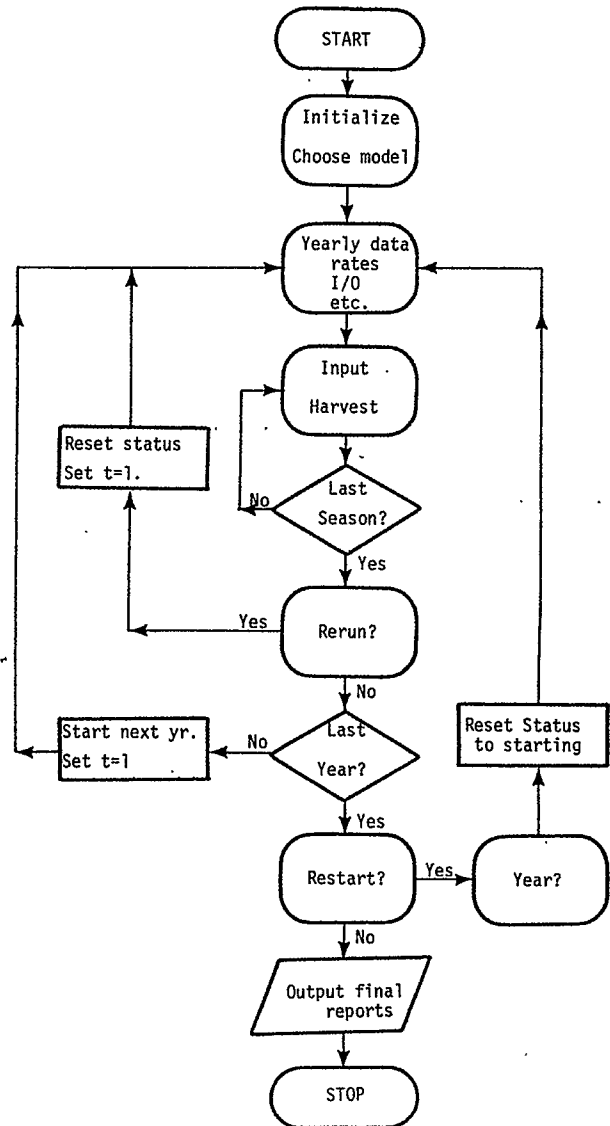 START
Initialize
Choose model
Yearly data
rates
I/O
etc.
Input
Harvest
Reset status
Set t=1.
No
Last
Season?
Yes
Yes
Rerun?
No
Start next yr.
Set t=1
No
Last
Year?
Reset Status
to starting
Yes
Restart?
Yes
Year?
No
Output final
reports
STOP